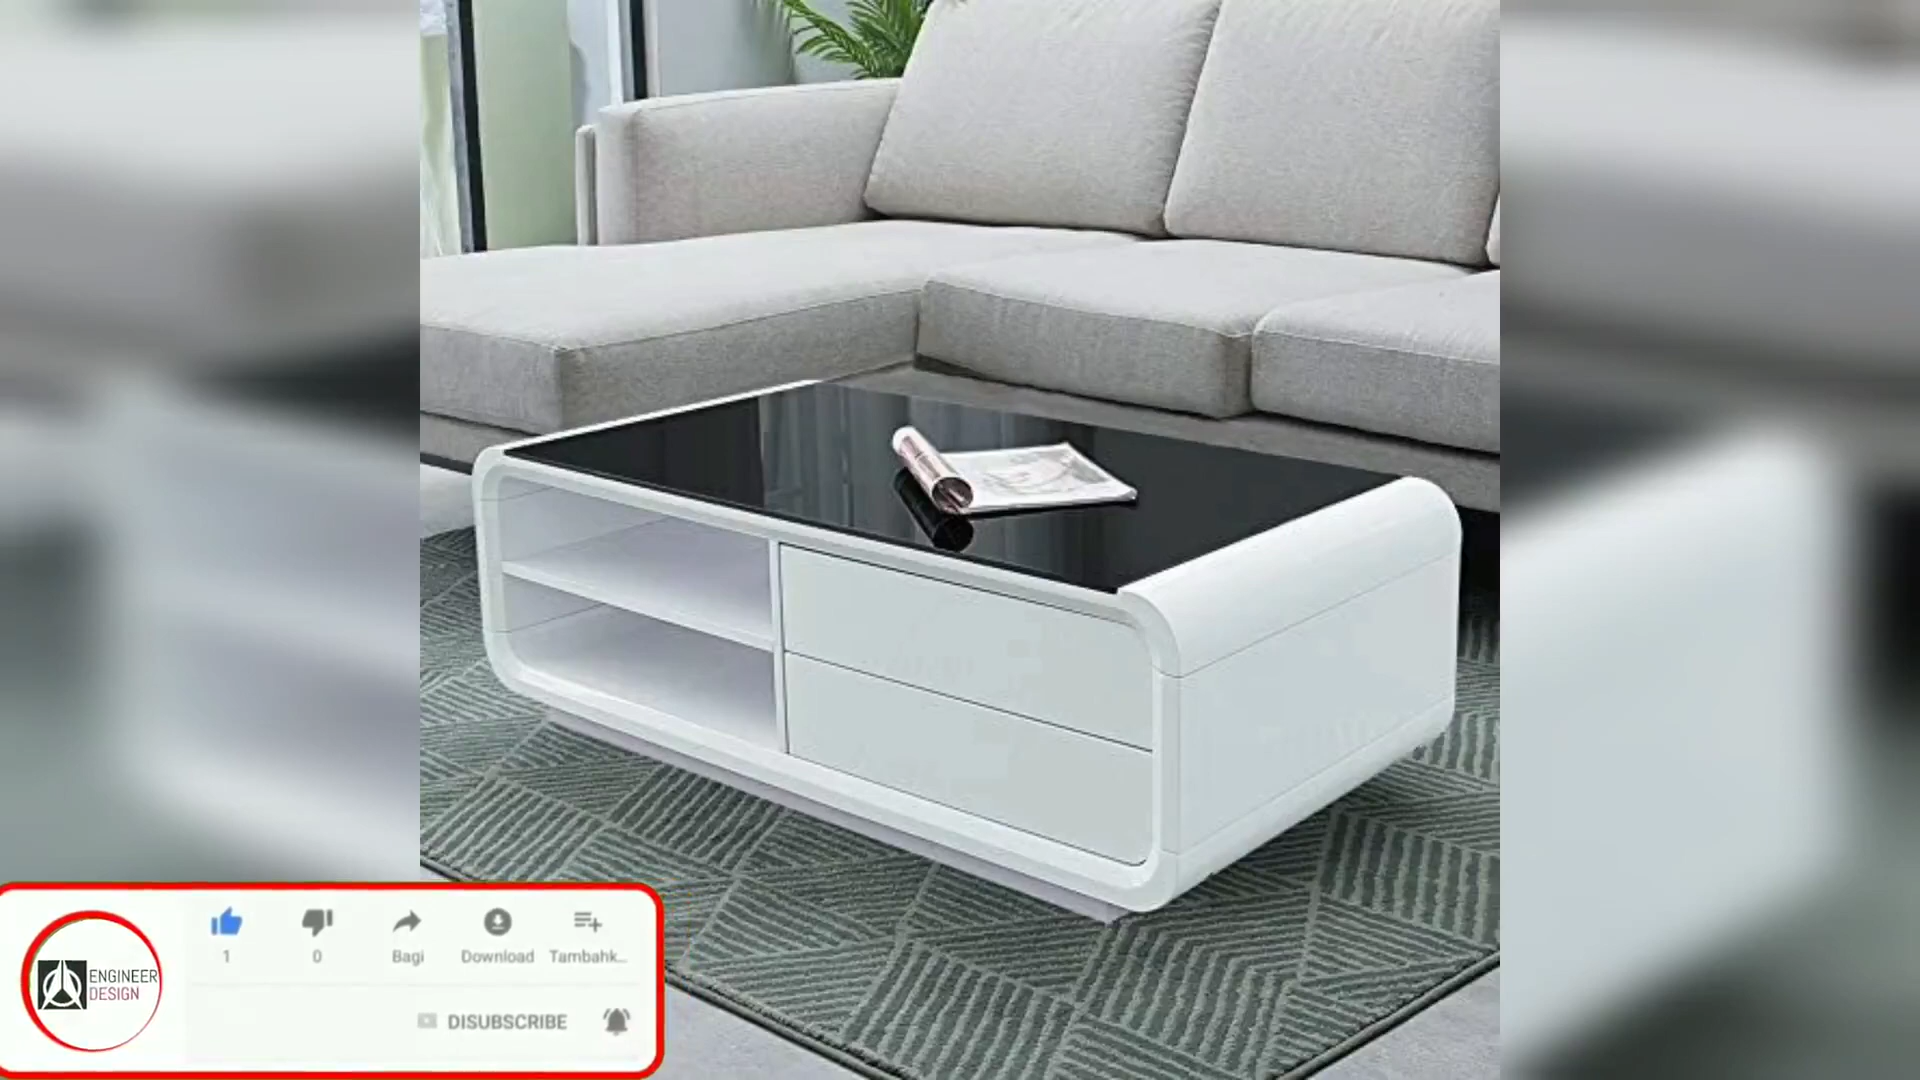 ENGINEER
DESIGN
1
0
Bagi
Download
Tambahk...
DISUBSCRIBE